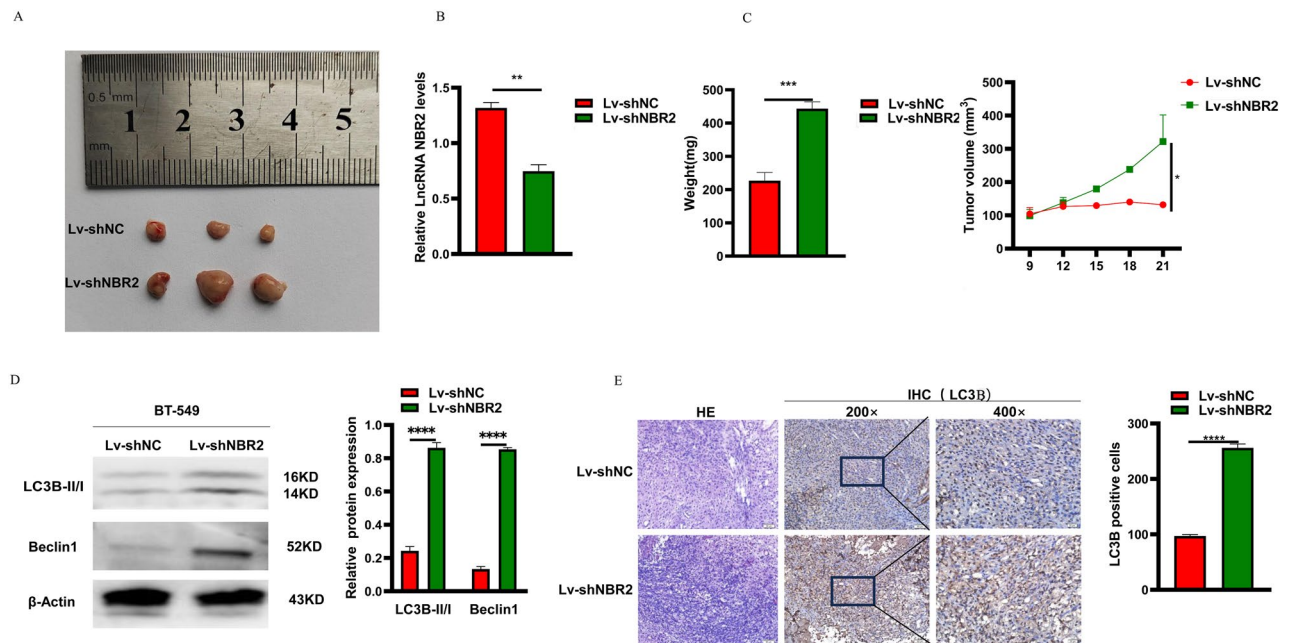 A
0.5 mm
1 2 3 4 5
mm
Lv-shNC
Lv-shNBR2
B
Relative LncRNA NBR2 levels
1.5
1.0
0.5
0.0
**
Lv-shNC
Lv-shNBR2
C
Weight(mg)
500
400
300
200
100
0
***
Lv-shNC
Lv-shNBR2
Tumor volume (mm³)
500
400
300
200
100
0
9 12 15 18 21
*
Lv-shNC
Lv-shNBR2
D
BT-549
Lv-shNC Lv-shNBR2
LC3B-II/I
16KD
14KD
Beclin1 52KD
β-Actin 43KD
Lv-shNC
Lv-shNBR2
Relative protein expression
1.0
0.8
0.6
0.4
0.2
0.0
**** ****
LC3B-II/I Beclin1
E
IHC ( LC3B)
HE 200× 400×
Lv-shNC
Lv-shNBR2
Lv-shNC
Lv-shNBR2
LC3B positive cells
300
200
100
0
****